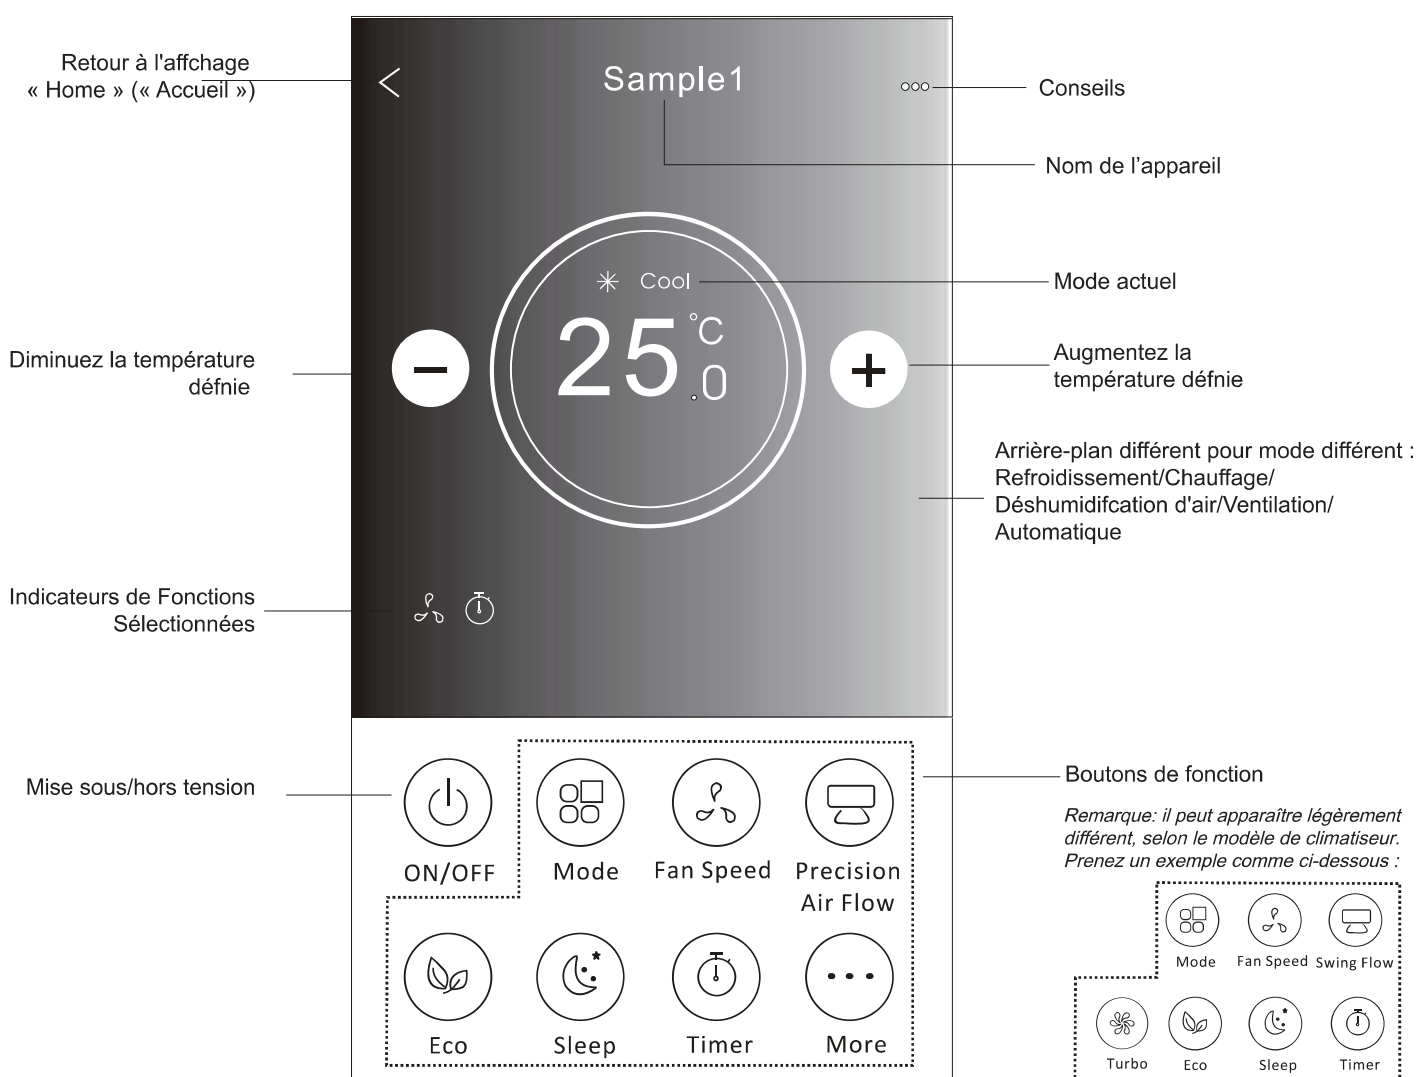 Retour à l'affchage
« Home » (« Accueil »)
Sample1
Conseils
Nom de l’appareil
Cool
Mode actuel
25 °C .0
Diminuez la température
défnie
Augmentez la
température défnie
Arrière-plan différent pour mode différent :
Refroidissement/Chauffage/
Déshumidifcation d'air/Ventilation/
Automatique
Indicateurs de Fonctions
Sélectionnées
Mise sous/hors tension
ON/OFF
Mode
Fan Speed
Precision
Air Flow
Eco
Sleep
Timer
More
Boutons de fonction
Remarque: il peut apparaître légèrement
différent, selon le modèle de climatiseur.
Prenez un exemple comme ci-dessous :
Mode
Fan Speed
Swing Flow
Turbo
Eco
Sleep
Timer